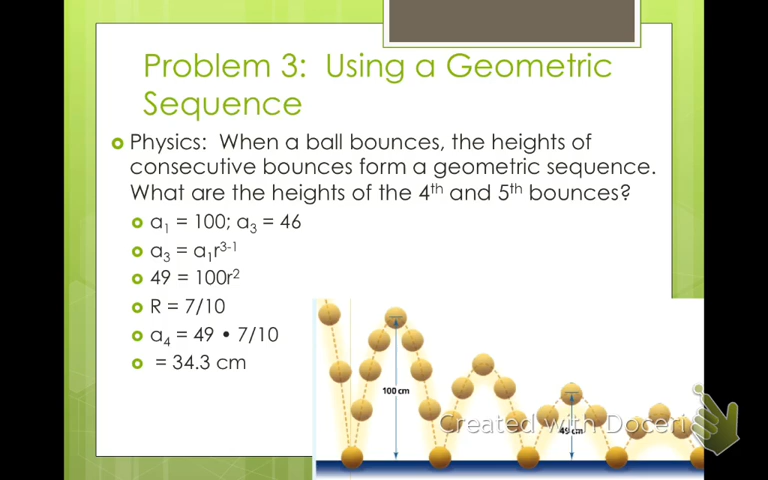 Problem 3: Using a Geometric
Sequence
Physics: When a ball bounces, the heights of
consecutive bounces form a geometric sequence.
What are the heights of the 4th and 5th bounces?
a1 = 100; a3 = 46
a3 = a1r3-1
49 = 100r2
R = 7/10
a4 = 49 • 7/10
= 34.3 cm
100 cm
49 cm
Created with Doceri